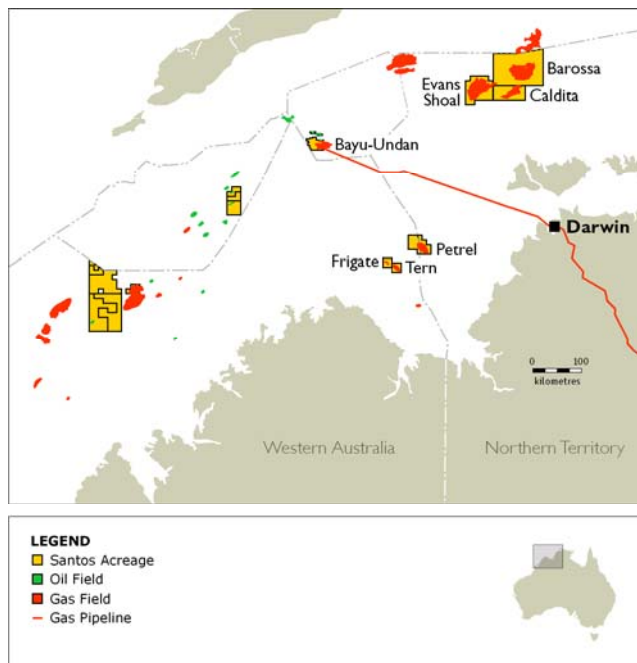 Barossa
Evans
Shoal
Caldita
Bayu-Undan
Darwin
Petrel
Frigate
Tern
0 100
kilometres
Western Australia
Northern Territory
LEGEND
Santos Acreage
Oil Field
Gas Field
Gas Pipeline